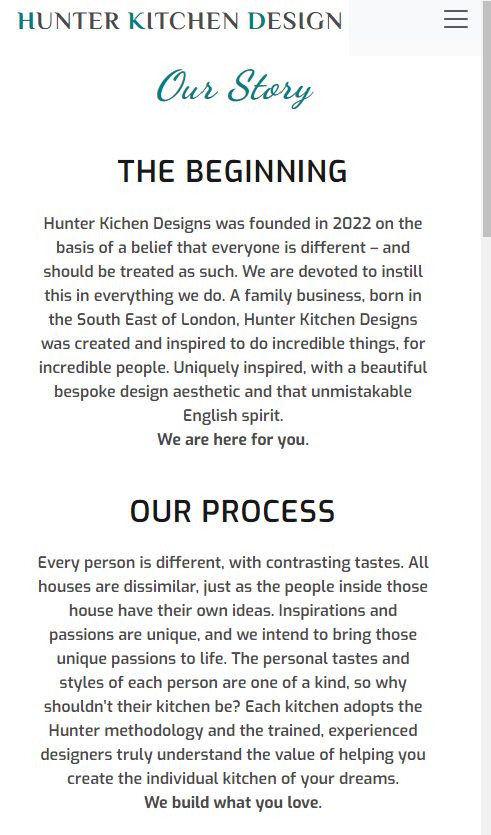 HUNTER KITCHEN DESIGN
Our Story
THE BEGINNING
Hunter Kichen Designs was founded in 2022 on the
basis of a belief that everyone is different – and
should be treated as such. We are devoted to instill
this in everything we do. A family business, born in
the South East of London, Hunter Kitchen Designs
was created and inspired to do incredible things, for
incredible people. Uniquely inspired, with a beautiful
bespoke design aesthetic and that unmistakable
English spirit.
We are here for you.
OUR PROCESS
Every person is different, with contrasting tastes. All
houses are dissimilar, just as the people inside those
house have their own ideas. Inspirations and
passions are unique, and we intend to bring those
unique passions to life. The personal tastes and
styles of each person are one of a kind, so why
shouldn't their kitchen be? Each kitchen adopts the
Hunter methodology and the trained, experienced
designers truly understand the value of helping you
create the individual kitchen of your dreams.
We build what you love.